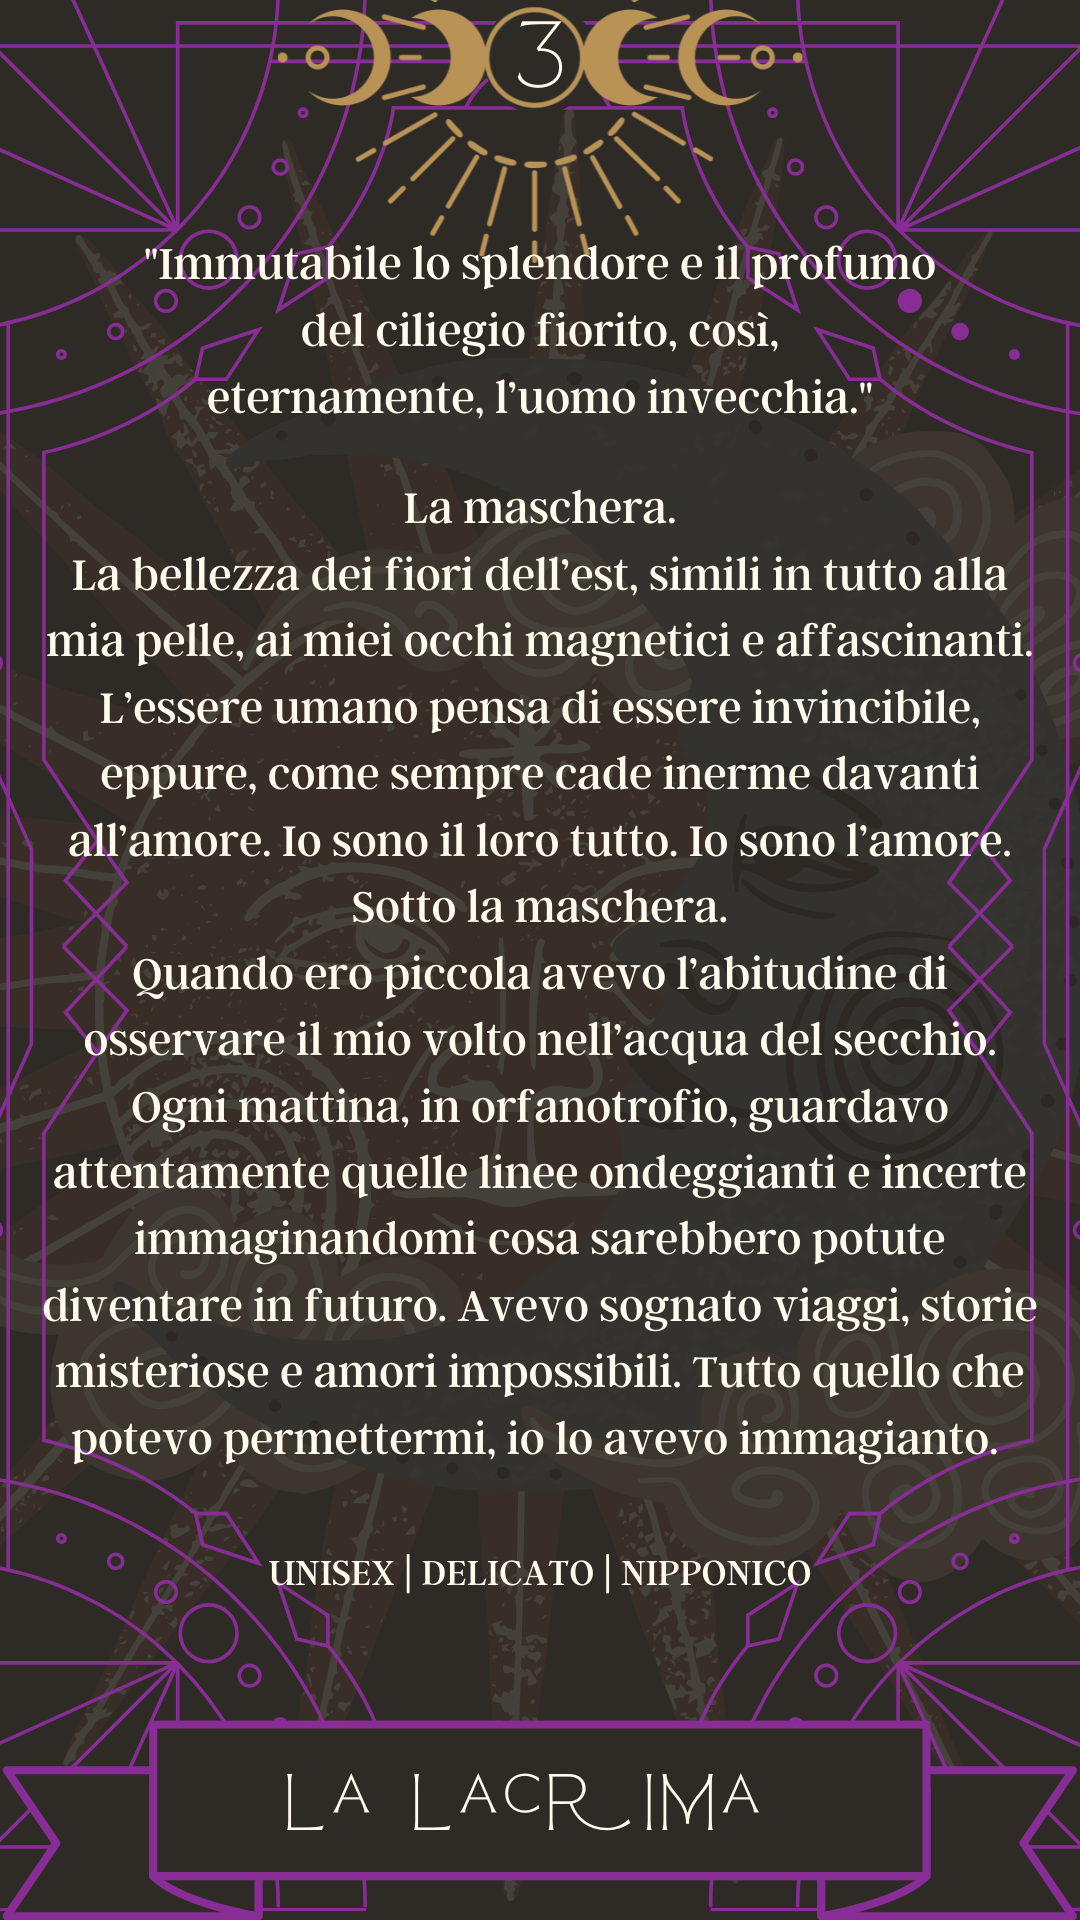 3
"Immutabile lo splendore e il profumo
del ciliegio fiorito, così,
eternamente, l’uomo invecchia."
La maschera.
La bellezza dei fiori dell’est, simili in tutto alla
mia pelle, ai miei occhi magnetici e affascinanti.
L’essere umano pensa di essere invincibile,
eppure, come sempre cade inerme davanti
all’amore. Io sono il loro tutto. Io sono l’amore.
Sotto la maschera.
Quando ero piccola avevo l’abitudine di
osservare il mio volto nell’acqua del secchio.
Ogni mattina, in orfanotrofio, guardavo
attentamente quelle linee ondeggianti e incerte
immaginandomi cosa sarebbero potute
diventare in futuro. Avevo sognato viaggi, storie
misteriose e amori impossibili. Tutto quello che
potevo permettermi, io lo avevo immagianto.
UNISEX | DELICATO | NIPPONICO
LA LACRIMA